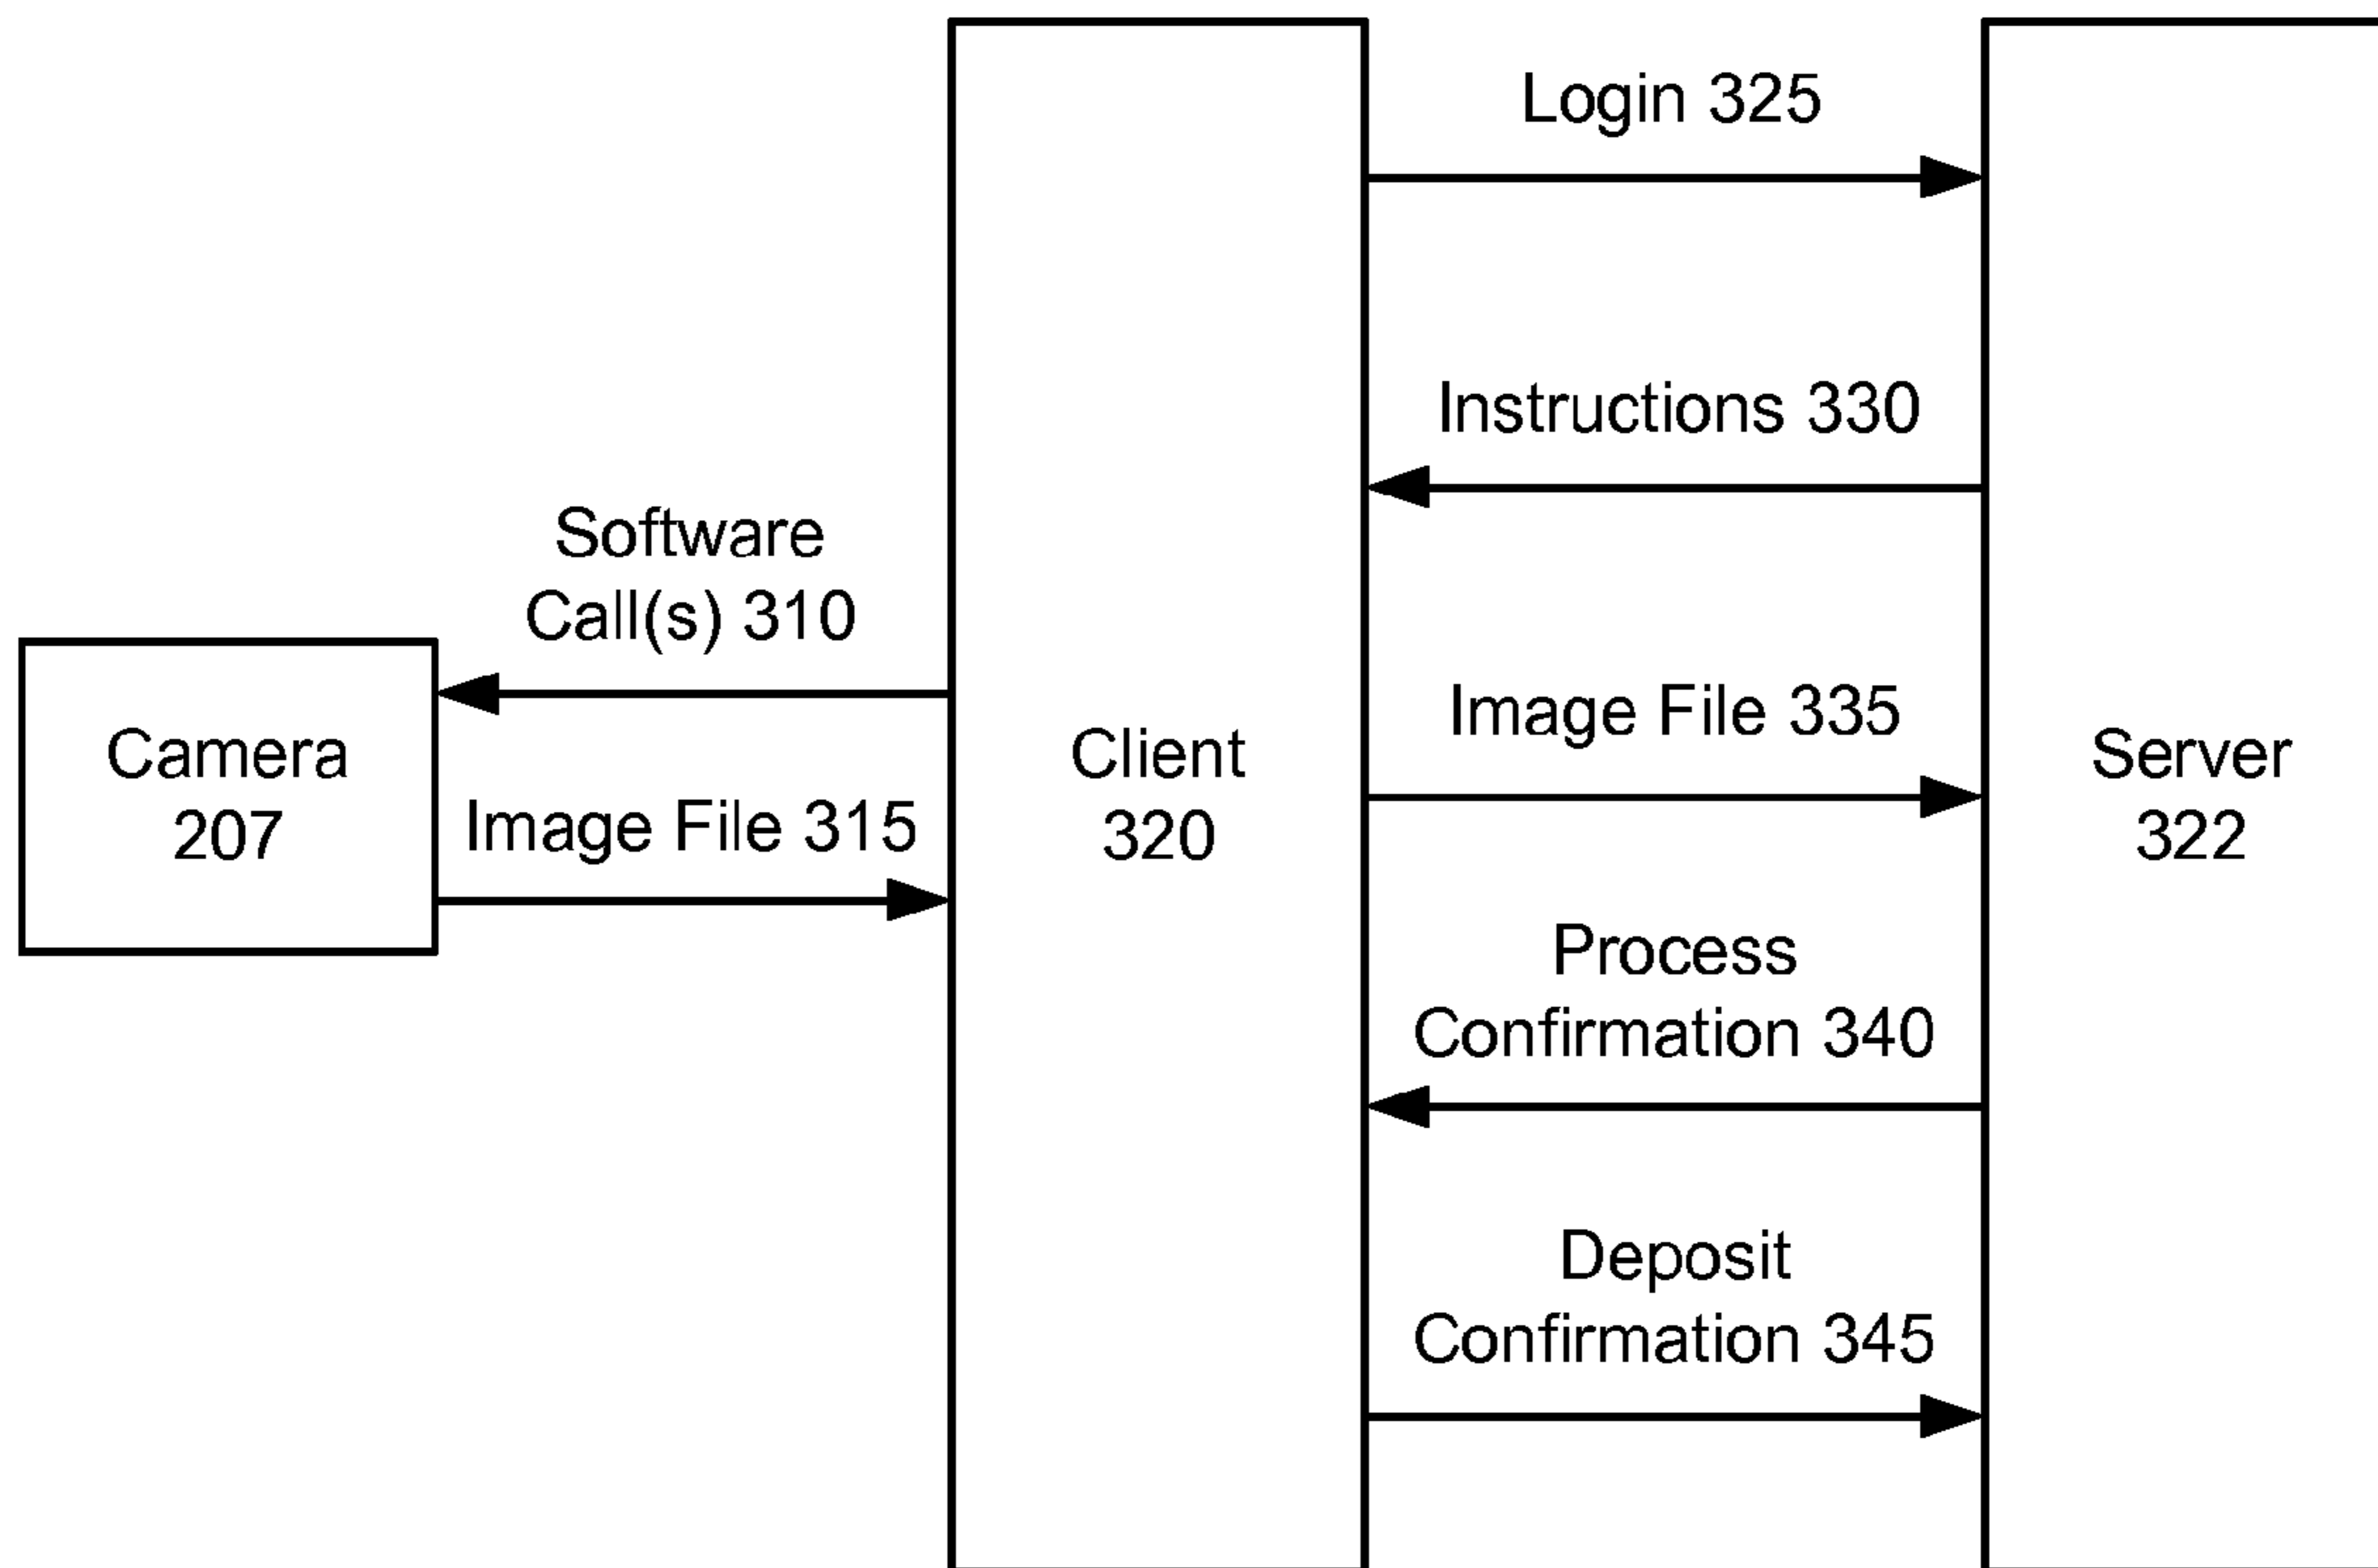 Login 325
Instructions 330
Software
Call(s) 310
Camera
207
Image File 315
Client
320
Image File 335
Server
322
Process
Confirmation 340
Deposit
Confirmation 345